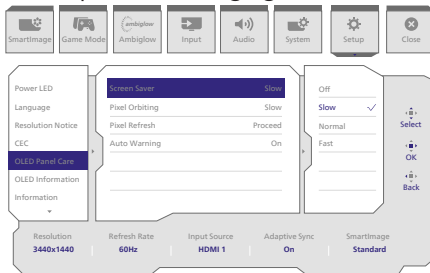 SmartImage
Game Mode
ambiglow
Ambiglow
Input
Audio
System
Setup
Close
Power LED
Language
Resolution Notice
CEC
OLED Panel Care
OLED Information
Information
Screen Saver Slow
Pixel Orbiting Slow
Pixel Refresh Proceed
Auto Warning On
Off
Slow
Normal
Fast
Select
OK
Back
Resolution
3440x1440
Refresh Rate
60Hz
Input Source
HDMI 1
Adaptive Sync
On
SmartImage
Standard